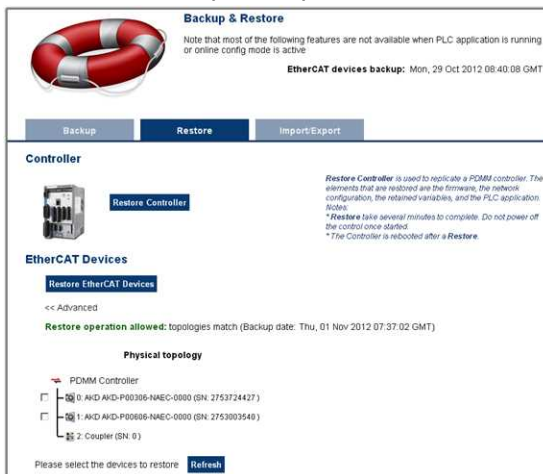 Backup & Restore
Note that most of the following features are not available when PLC application is running
or online config mode is active
EtherCAT devices backup: Mon, 29 Oct 2012 08:40:08 GMT
Backup
Restore
Import/Export
Controller
Restore Controller
Restore Controller is used to replicate a PDMM controller. The
elements that are restored are the firmware, the network
configuration, the retained variables, and the PLC application.
Notes:
* Restore take several minutes to complete. Do not power off
the control once started.
* The Controller is rebooted after a Restore.
EtherCAT Devices
Restore EtherCAT Devices
<< Advanced
Restore operation allowed: topologies match (Backup date: Thu, 01 Nov 2012 07:37:02 GMT)
Physical topology
PDMM Controller
0: AKD AKD-P00306-NAEC-0000 (SN: 2753724427 )
1: AKD AKD-P00606-NAEC-0000 (SN: 2753003540 )
2: Coupler (SN: 0 )
Please select the devices to restore Refresh